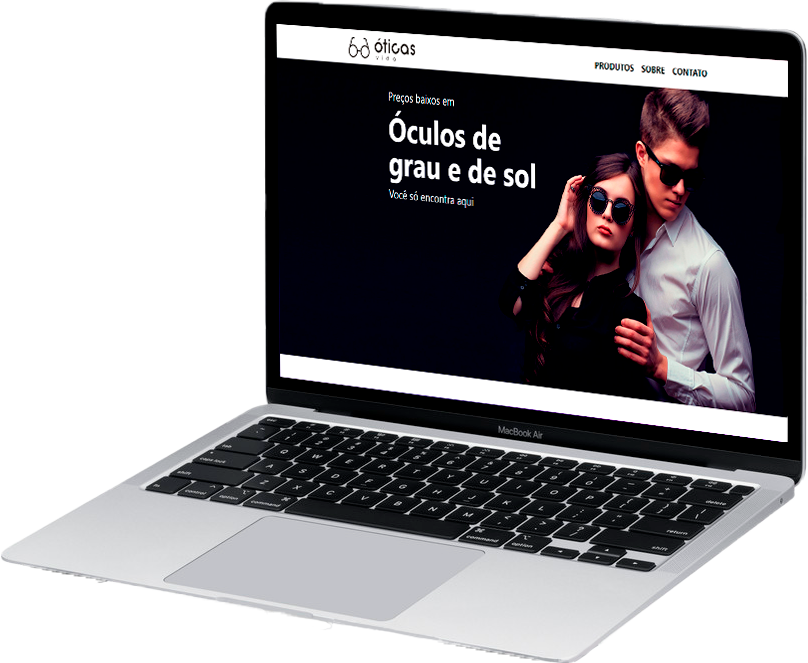 óticas
PRODUTOS SOBRE CONTATO
Preços baixos em
Óculos de
grau e de sol
Você só encontra aqui
MacBook Air
esc
delete
tab Q W E R T Y U I O P
caps lock A S D F G H J K L return
shift Z X C V B N M shift
fn control option command command option